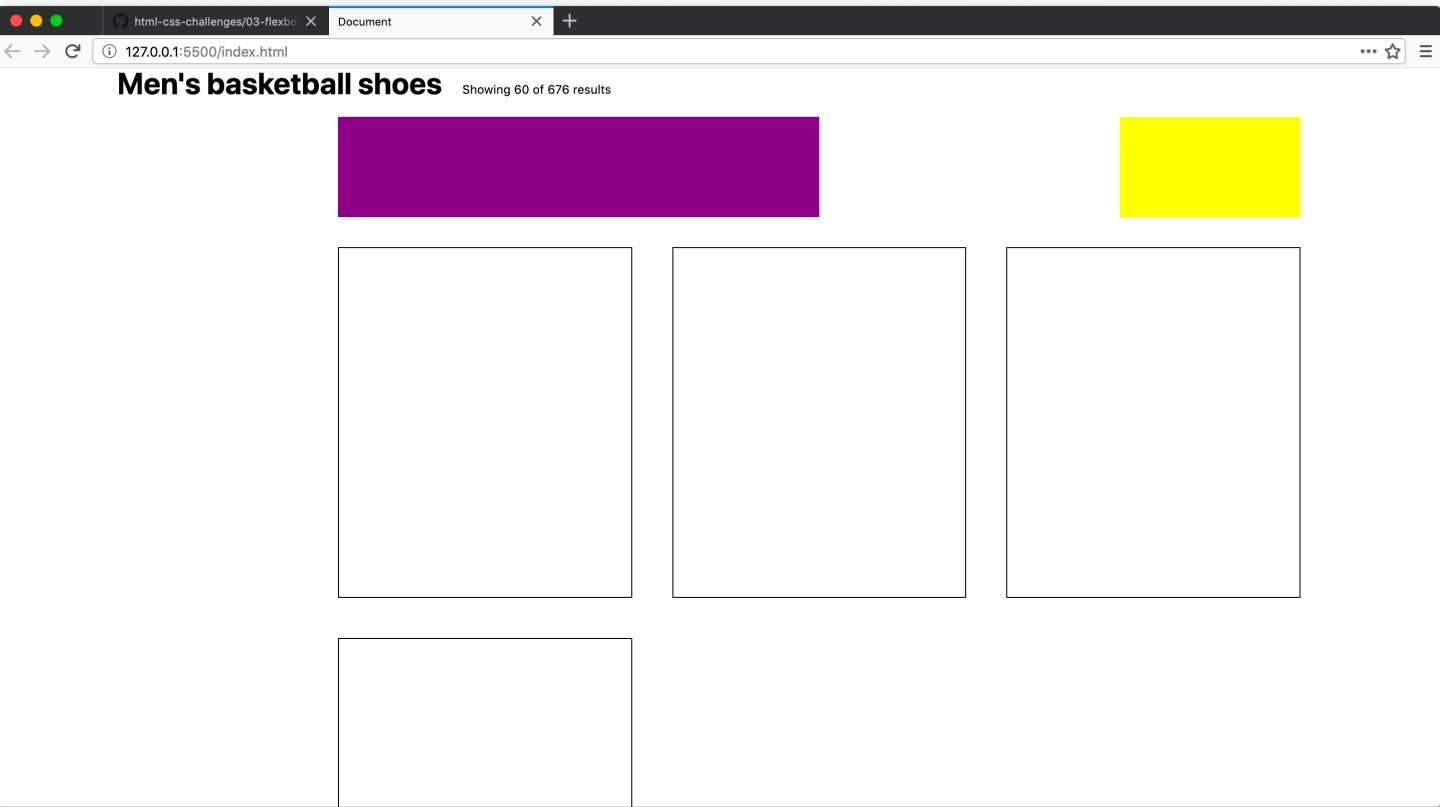 html-css-challenges/03-flexbo
Document
127.0.0.1:5500/index.html
Men's basketball shoes
Showing 60 of 676 results